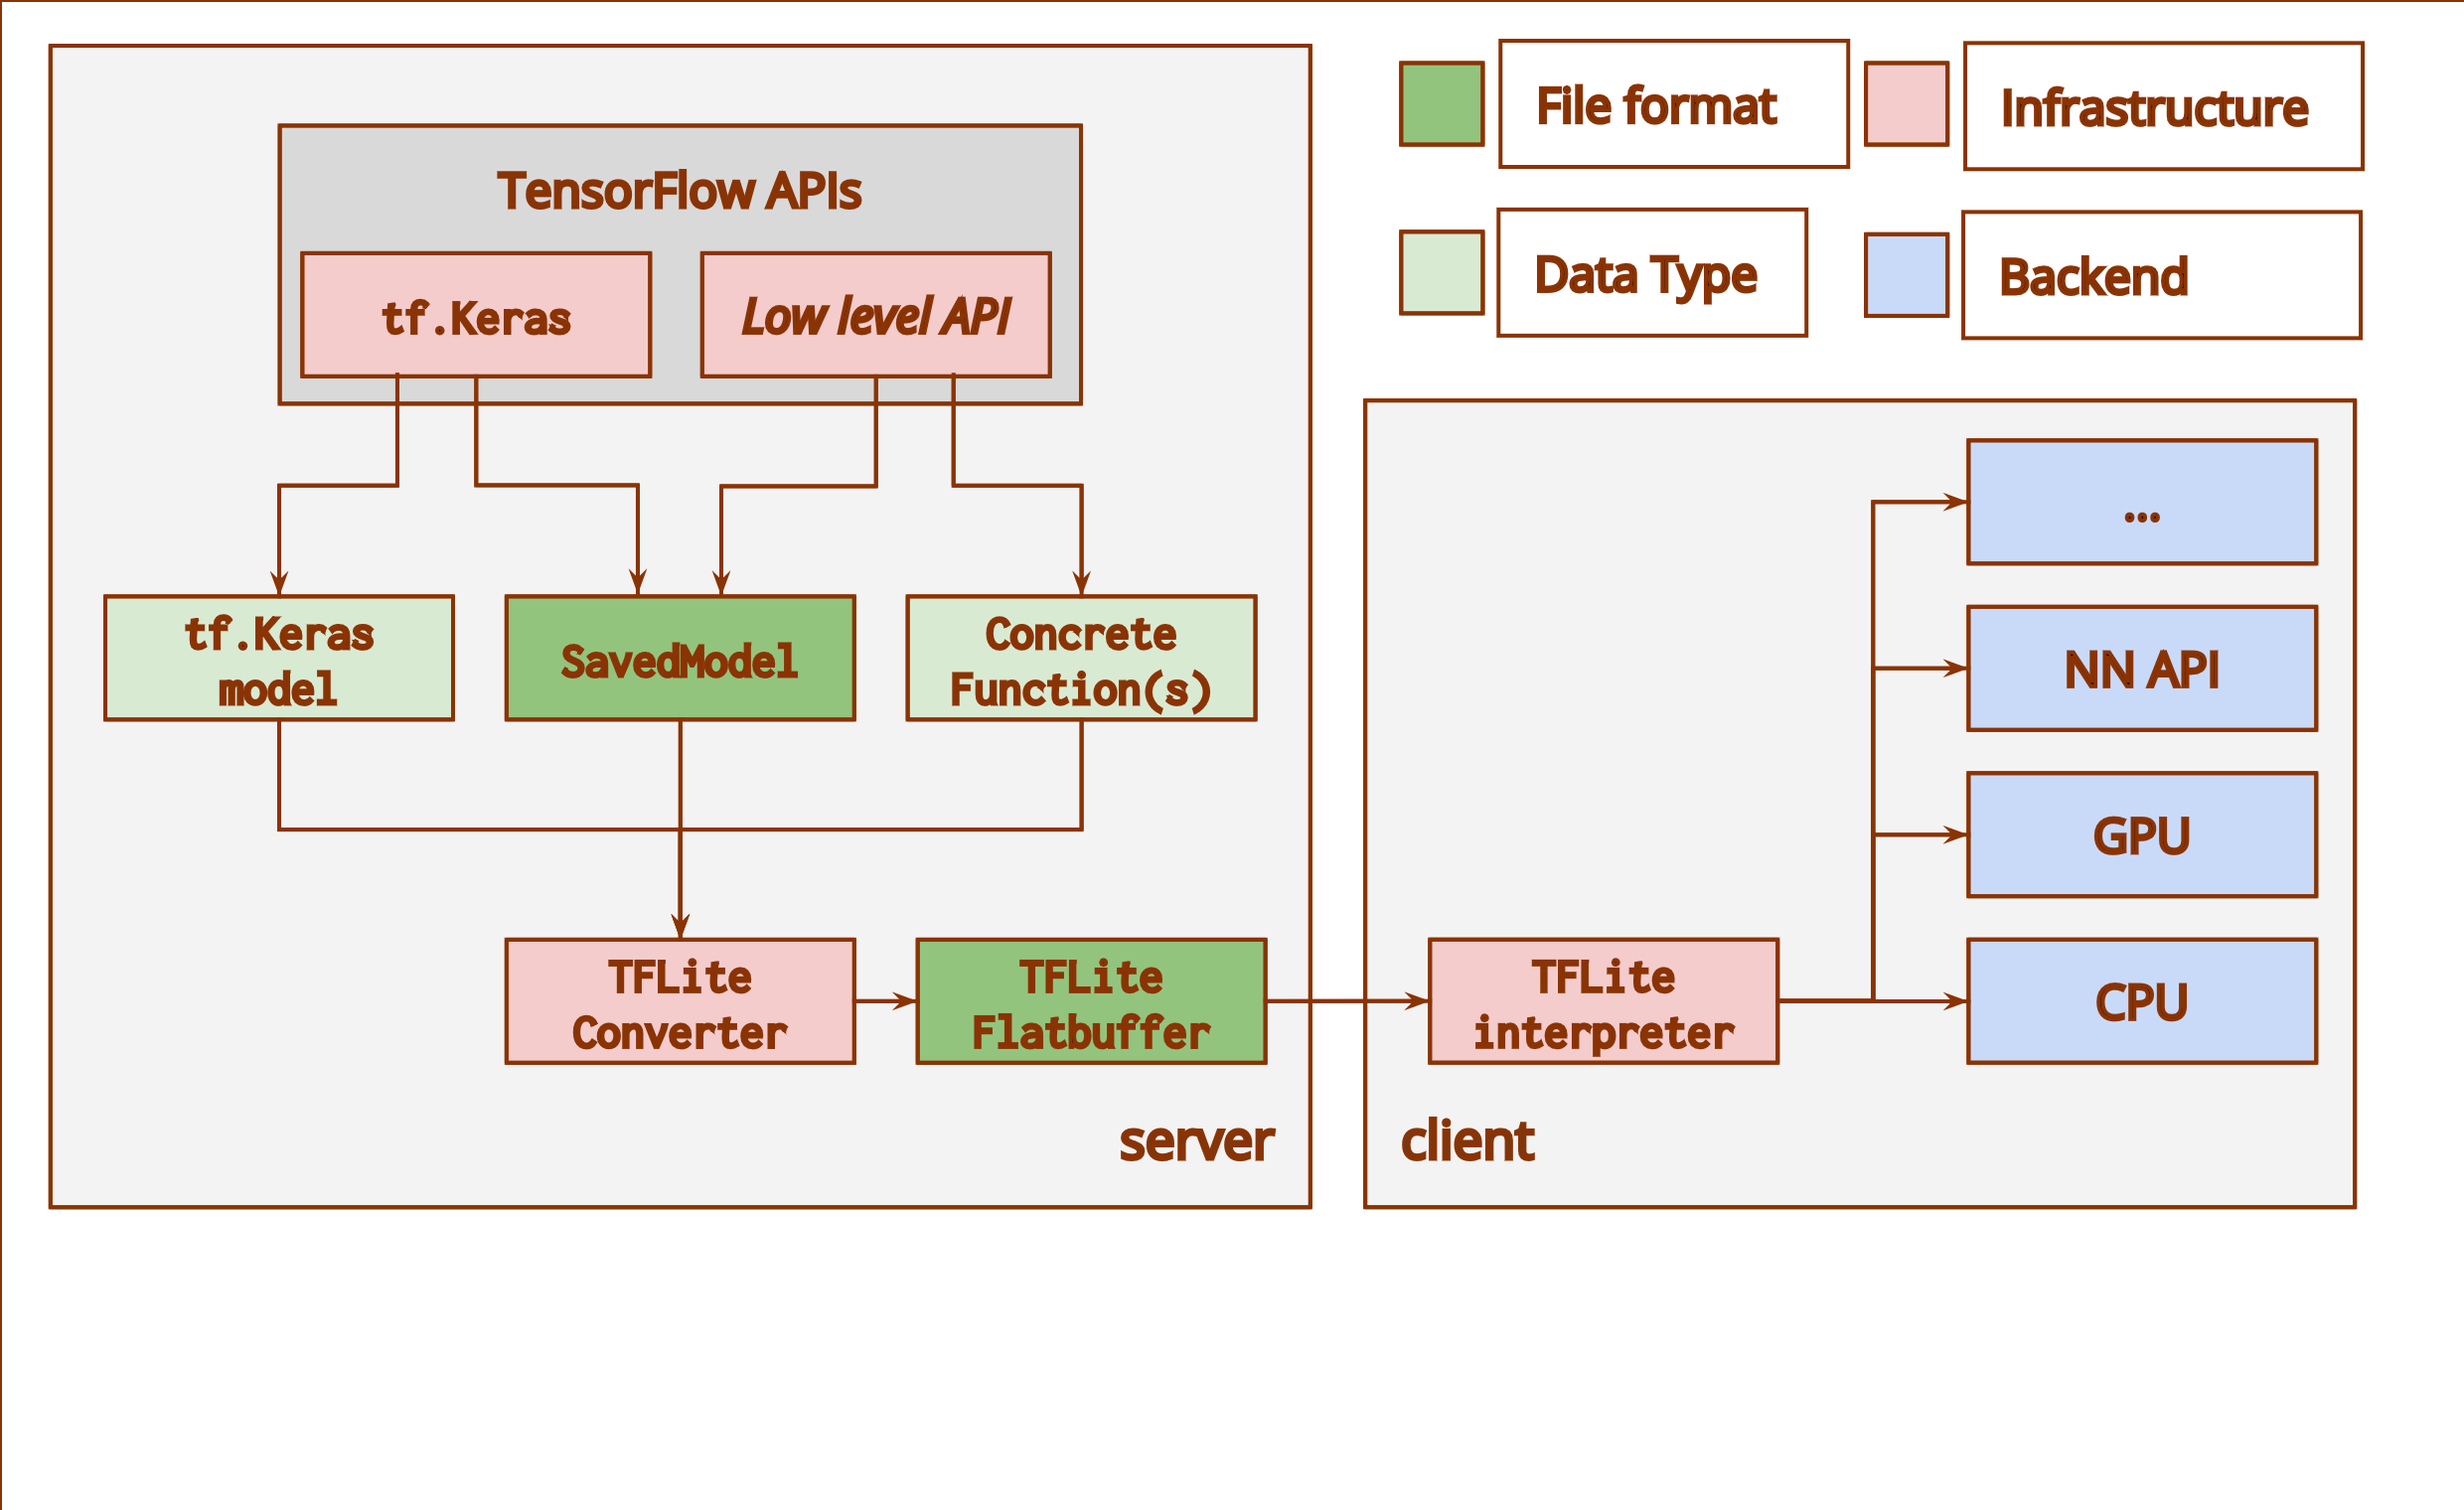 TensorFlow APIs
tf.Keras
Low level API
tf.Keras
model
SavedModel
Concrete
Function(s)
TFLite
Converter
TFLite
Flatbuffer
server
File format
Infrastructure
Data Type
Backend
...
NN API
GPU
CPU
TFLite
interpreter
client